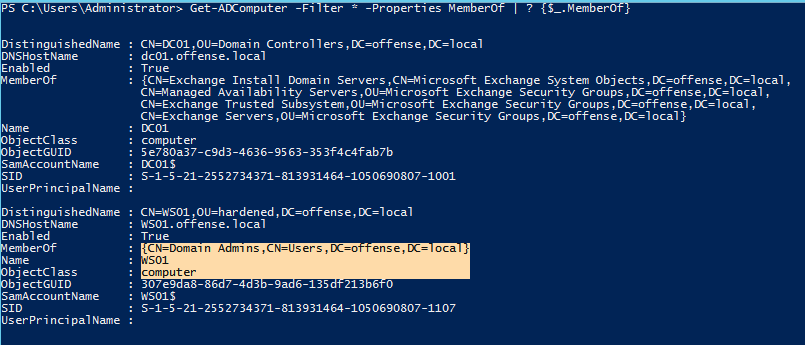 PS C:\Users\Administrator> Get-ADComputer -Filter * -Properties MemberOf | ? {$_.MemberOf}
DistinguishedName : CN=DC01,OU=Domain Controllers,DC=offense,DC=local
DNSHostName : dc01.offense.local
Enabled : True
MemberOf : {CN=Exchange Install Domain Servers,CN=Microsoft Exchange System Objects,DC=offense,DC=local,
CN=Managed Availability Servers,OU=Microsoft Exchange Security Groups,DC=offense,DC=local,
CN=Exchange Trusted Subsystem,OU=Microsoft Exchange Security Groups,DC=offense,DC=local,
CN=Exchange Servers,OU=Microsoft Exchange Security Groups,DC=offense,DC=local}
Name : DC01
ObjectClass : computer
ObjectGUID : 5e780a37-c9d3-4636-9563-353f4c4fab7b
SamAccountName : DC01$
SID : S-1-5-21-2552734371-813931464-1050690807-1001
UserPrincipalName :
DistinguishedName : CN=WS01,OU=hardened,DC=offense,DC=local
DNSHostName : WS01.offense.local
Enabled : True
MemberOf : {CN=Domain Admins,CN=Users,DC=offense,DC=local}
Name : WS01
ObjectClass : computer
ObjectGUID : 307e9da8-86d7-4d3b-9ad6-135df213b6f0
SamAccountName : WS01$
SID : S-1-5-21-2552734371-813931464-1050690807-1107
UserPrincipalName :